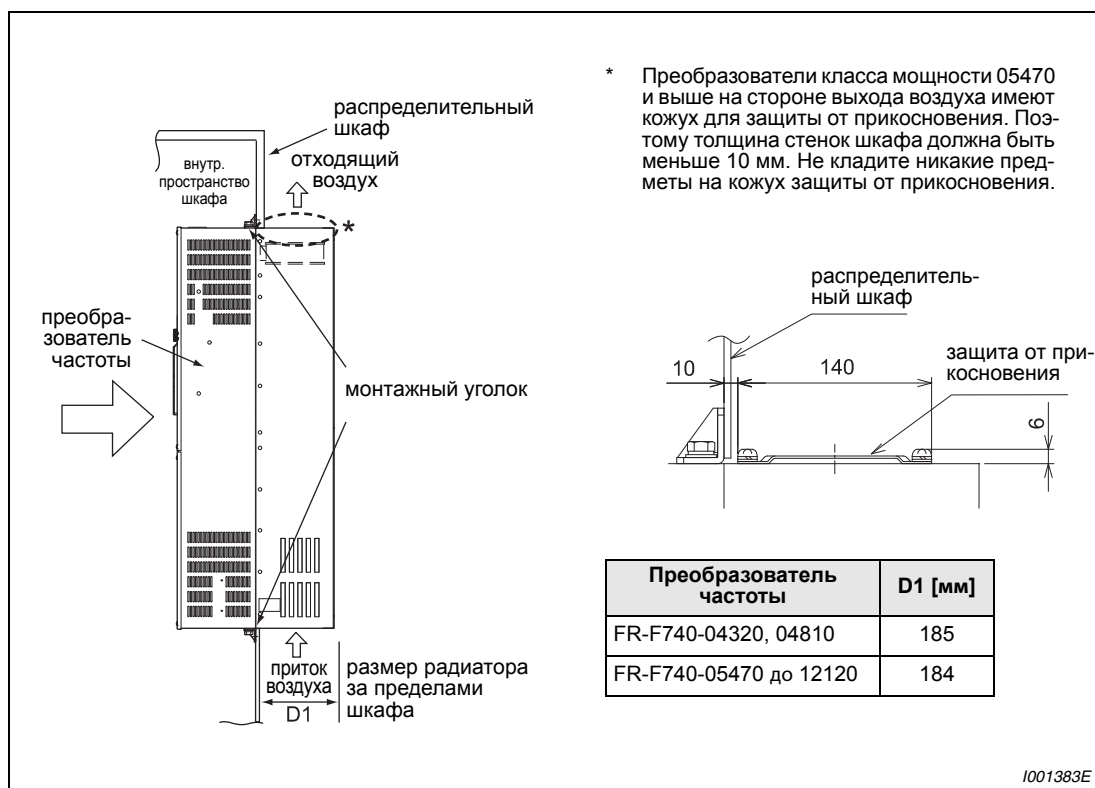 распределительный
шкаф
внутр.
пространство
шкафа
отходящий
воздух
*
преобра-
зователь
частоты
монтажный уголок
приток
воздуха
D1
размер радиатора
за пределами
шкафа
* Преобразователи класса мощности 05470
и выше на стороне выхода воздуха имеют
кожух для защиты от прикосновения. Поэ-
тому толщина стенок шкафа должна быть
меньше 10 мм. Не кладите никакие пред-
меты на кожух защиты от прикосновения.
распределитель-
ный шкаф
10
140
защита от при-
косновения
6
Преобразователь
частоты
D1 [мм]
FR-F740-04320, 04810 185
FR-F740-05470 до 12120 184
I001383E